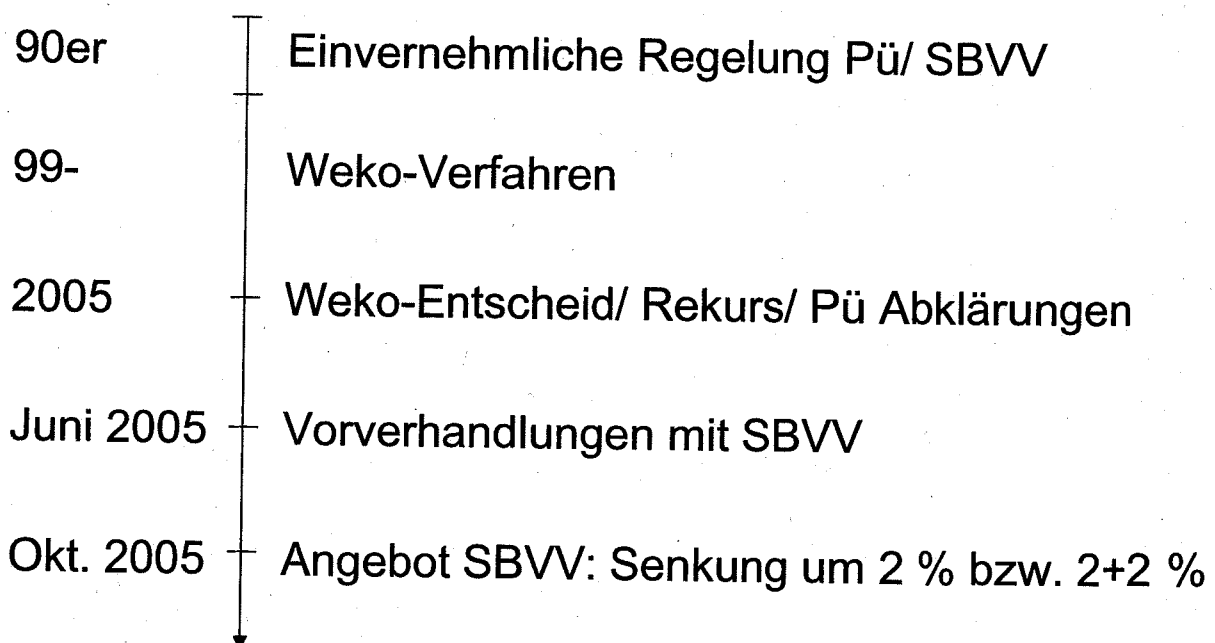 90er Einvernehmliche Regelung Pü/ SBVV
99- Weko-Verfahren
2005 Weko-Entscheid/ Rekurs/ Pü Abklärungen
Juni 2005 Vorverhandlungen mit SBVV
Okt. 2005 Angebot SBVV: Senkung um 2 % bzw. 2+2 %